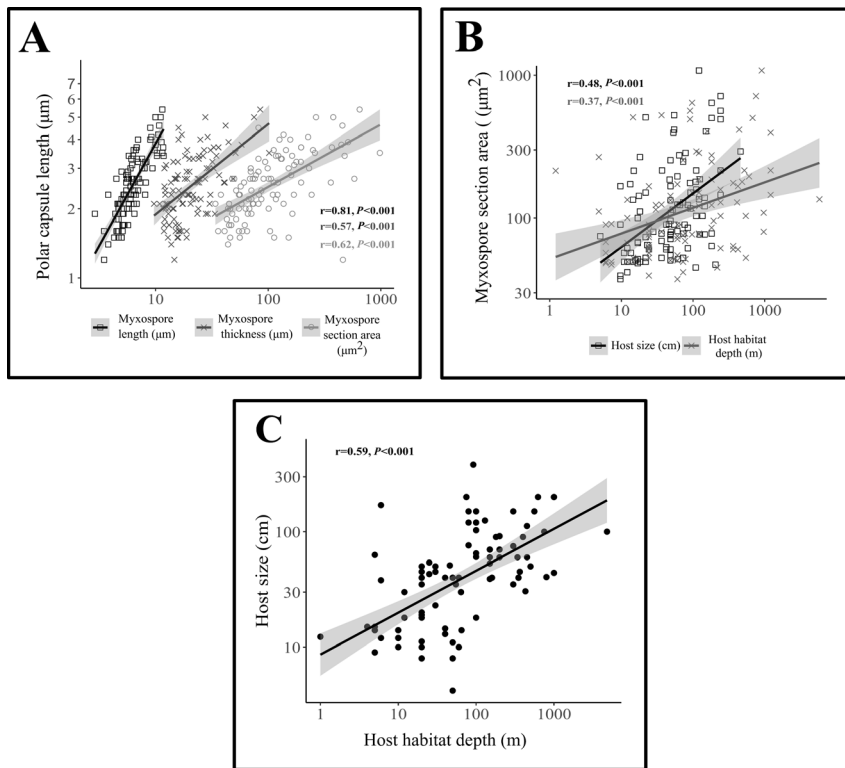 A
Polar capsule length (μm)
7
6
5
4
3
2
1
r=0.81, P<0.001
r=0.57, P<0.001
r=0.62, P<0.001
10
100
1000
Myxospore length (μm)
Myxospore thickness (μm)
Myxospore section area (μm²)
B
Myxospore section area ( (μm²)
1000
300
100
30
r=0.48, P<0.001
r=0.37, P<0.001
1
10
100
1000
Host size (cm)
Host habitat depth (m)
C
Host size (cm)
300
100
30
10
r=0.59, P<0.001
1
10
100
1000
Host habitat depth (m)